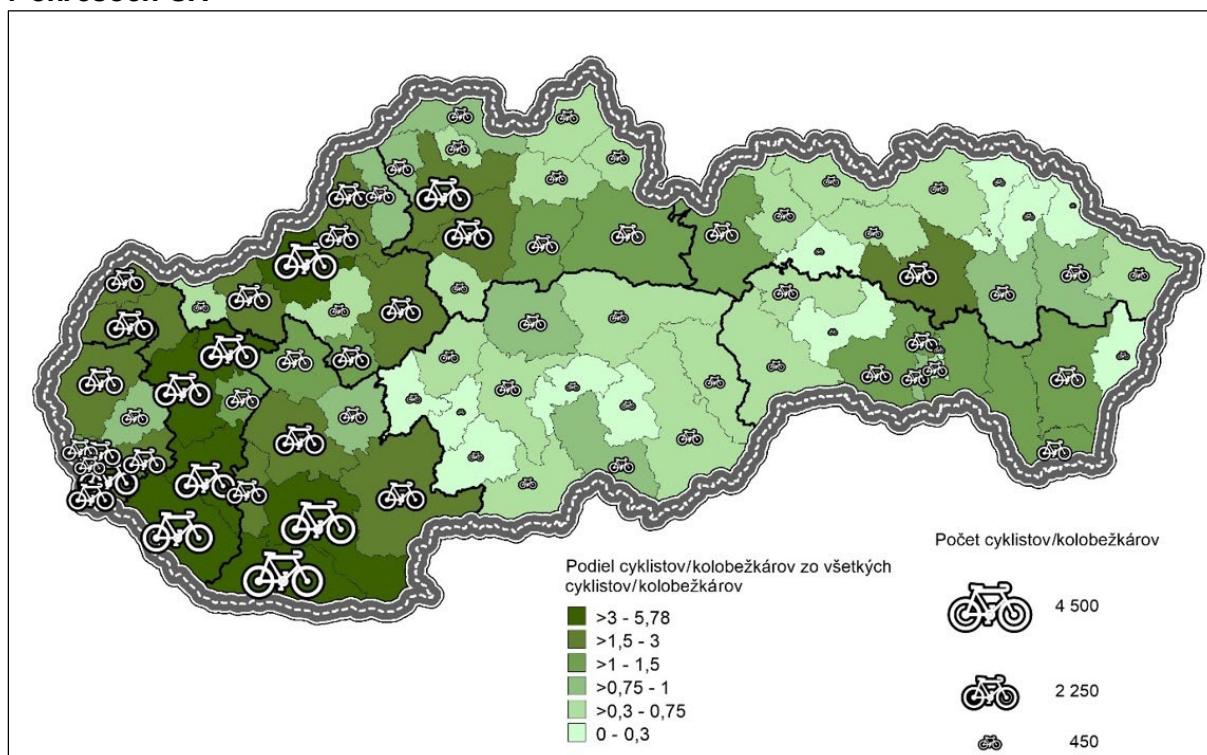 Podiel cyklistov/kolobežkárov zo všetkých
cyklistov/kolobežkárov
>3 - 5,78
>1,5 - 3
>1 - 1,5
>0,75 - 1
>0,3 - 0,75
0 - 0,3
Počet cyklistov/kolobežkárov
4 500
2 250
450